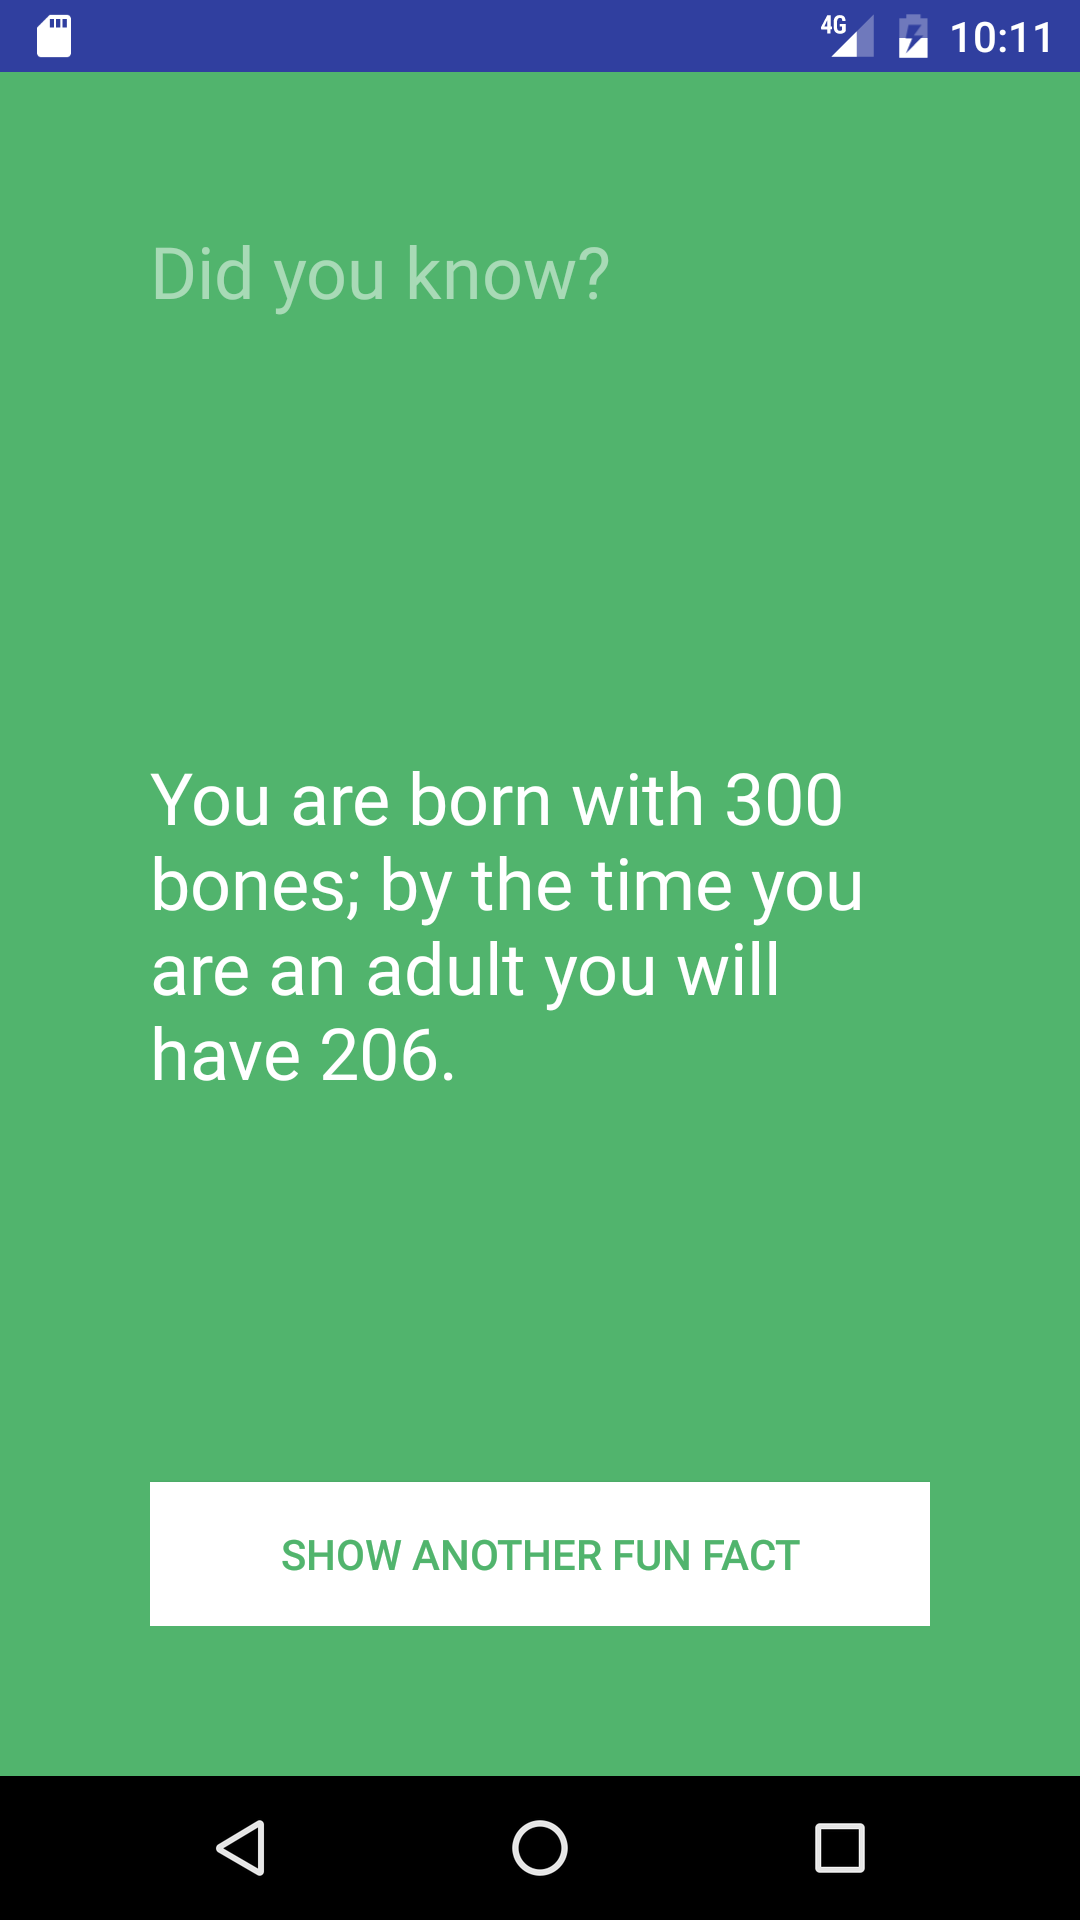 4G 10:11
Did you know?
You are born with 300
bones; by the time you
are an adult you will
have 206.
SHOW ANOTHER FUN FACT